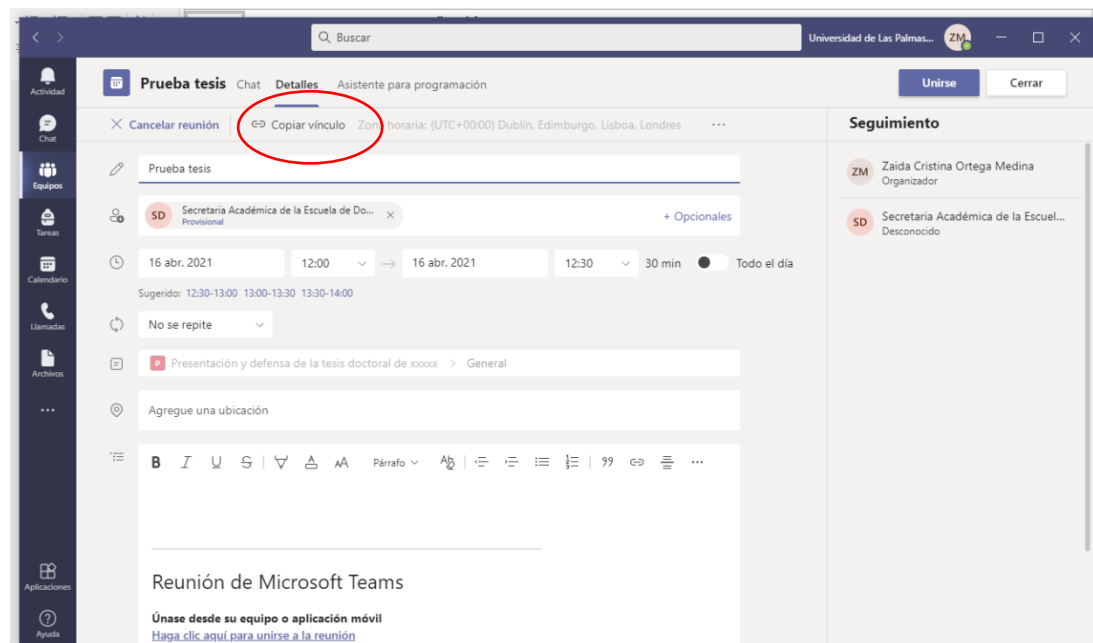 Buscar
Universidad de Las Palmas... ZM
Actividad
Chat
Equipos
Tareas
Calendario
Llamadas
Archivos
Aplicaciones
Ayuda
Prueba tesis Chat Detalles Asistente para programación
Unirse Cerrar
Cancelar reunión Copiar vínculo Zona horaria: (UTC+00:00) Dublín, Edimburgo, Lisboa, Londres ...
Prueba tesis
SD Secretaria Académica de la Escuela de Do...
Provisional
+ Opcionales
16 abr. 2021 12:00 → 16 abr. 2021 12:30 30 min Todo el día
Sugerido: 12:30-13:00 13:00-13:30 13:30-14:00
No se repite
P Presentación y defensa de la tesis doctoral de xxxxx > General
Agregue una ubicación
B I U S A AA Párrafo Ab
Reunión de Microsoft Teams
Únase desde su equipo o aplicación móvil
Haga clic aquí para unirse a la reunión
Seguimiento
ZM Zaida Cristina Ortega Medina
Organizador
SD Secretaria Académica de la Escuel...
Desconocido